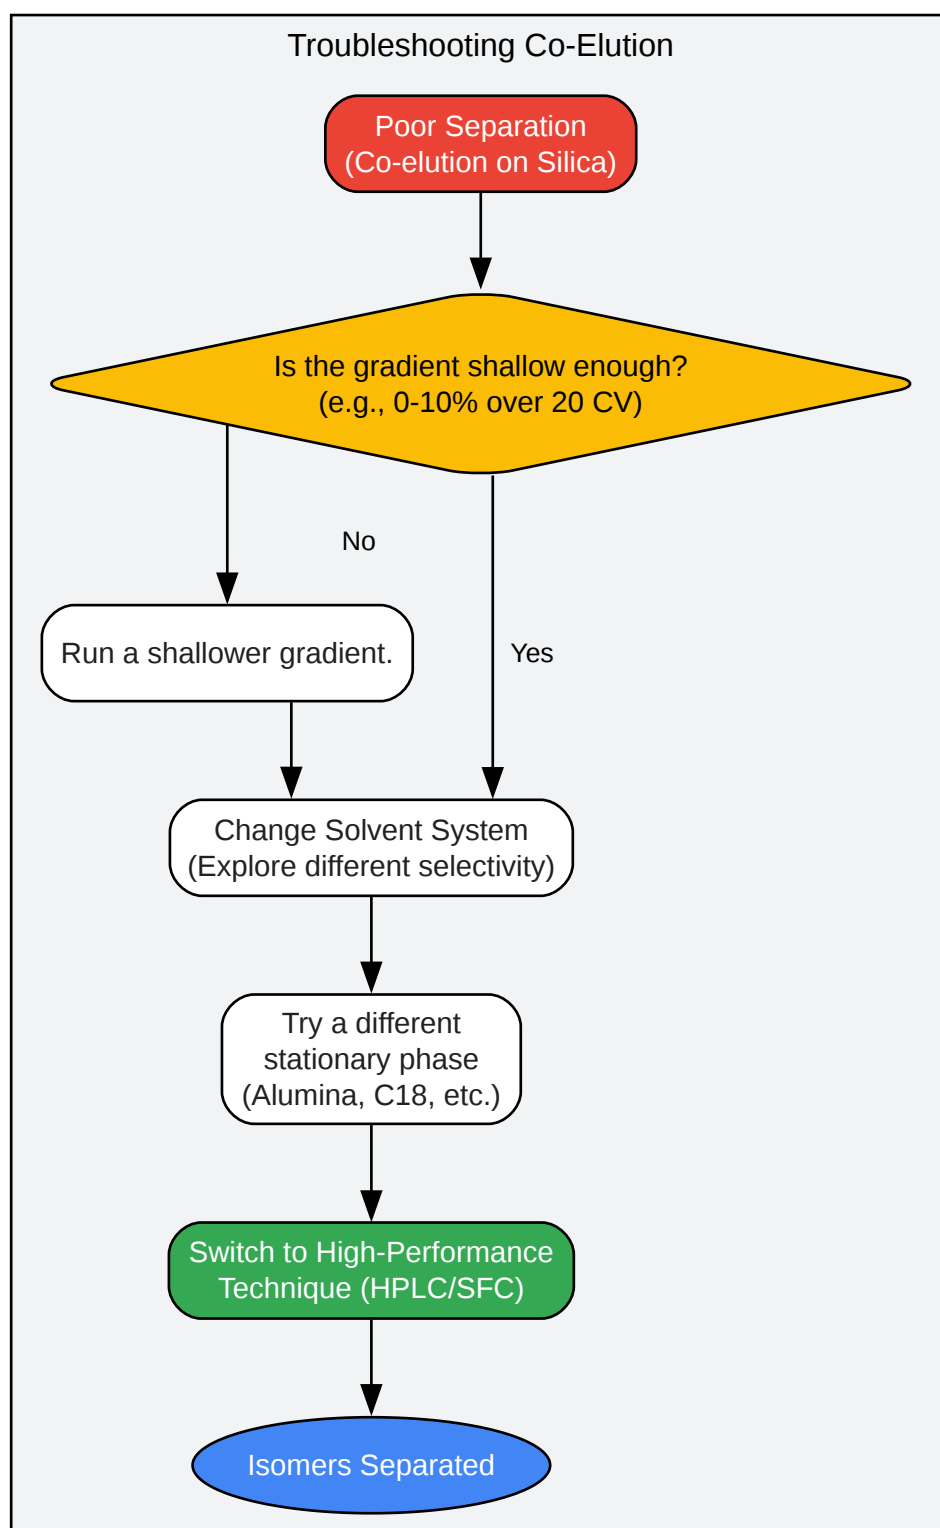 Troubleshooting Co-Elution
Poor Separation
(Co-elution on Silica)
Is the gradient shallow enough?
(e.g., 0-10% over 20 CV)
No
Run a shallower gradient.
Yes
Change Solvent System
(Explore different selectivity)
Try a different
stationary phase
(Alumina, C18, etc.)
Switch to High-Performance
Technique (HPLC/SFC)
Isomers Separated